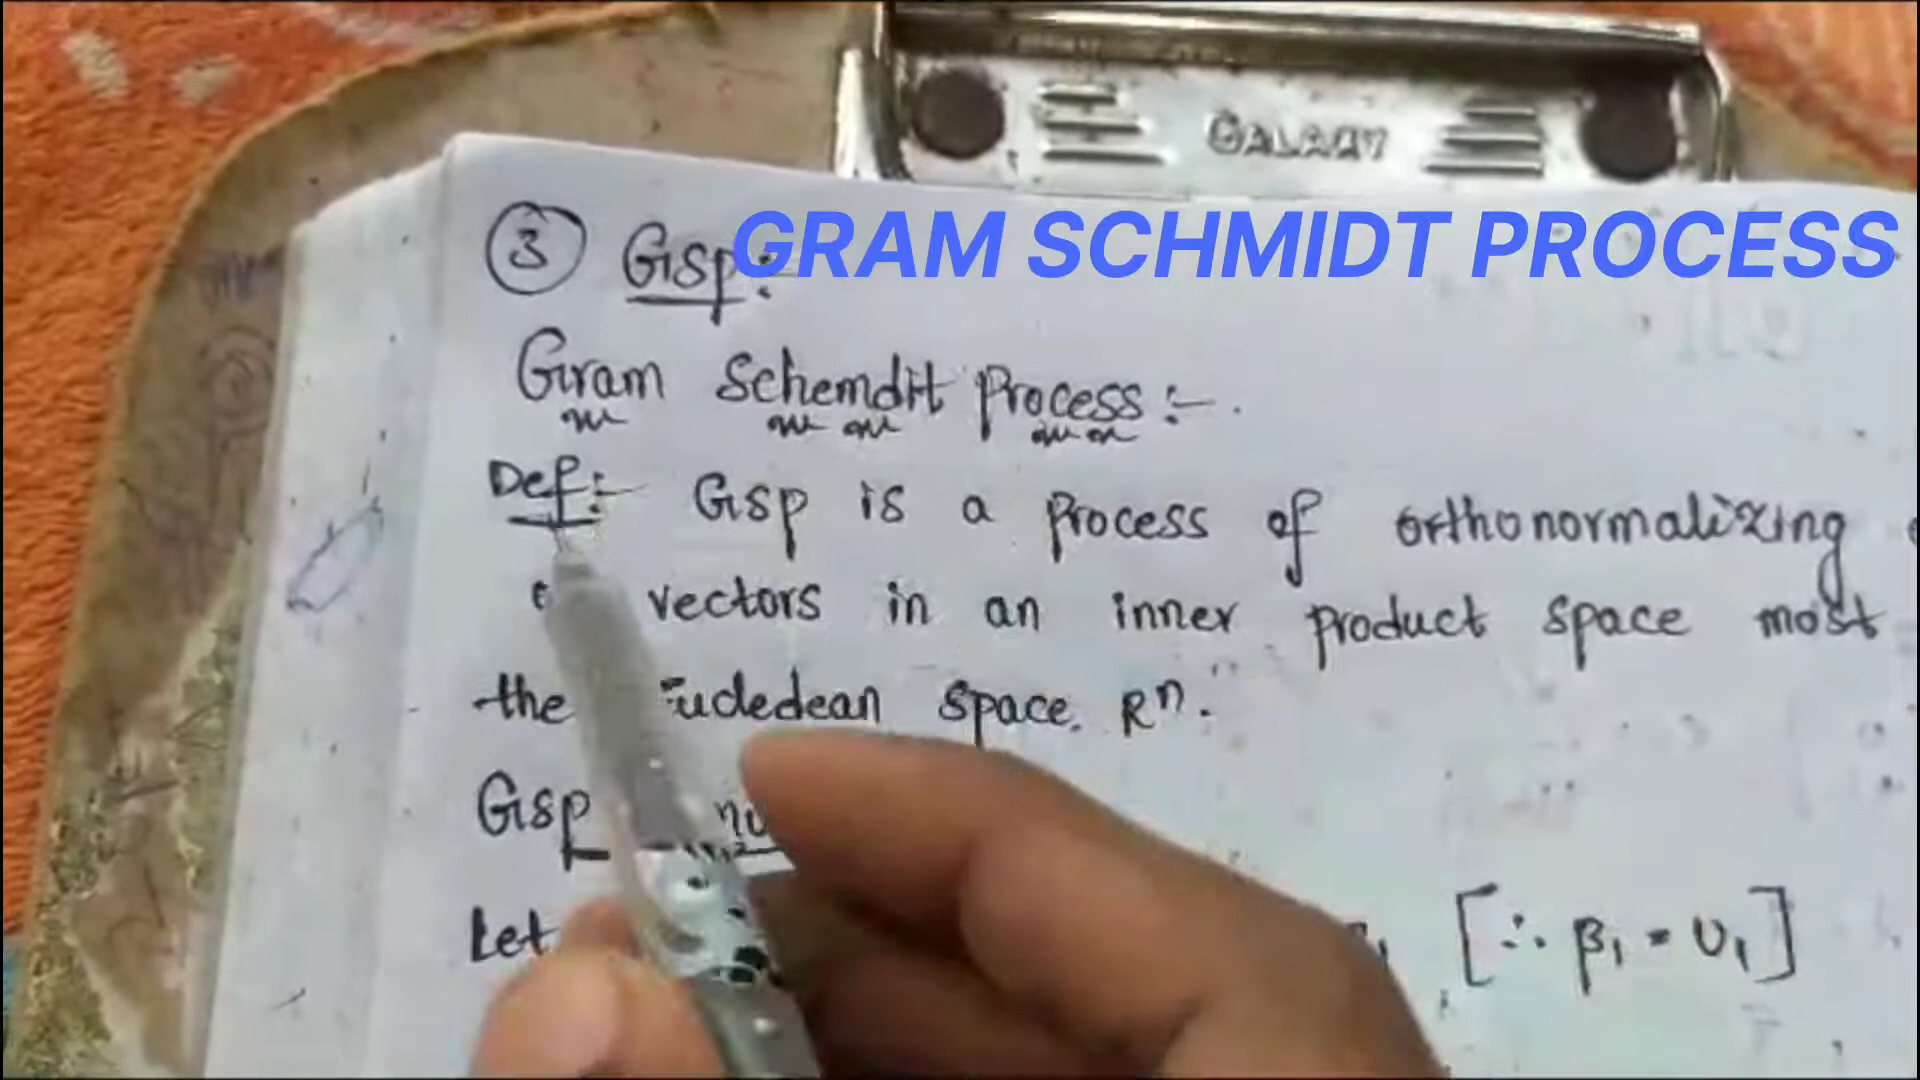 GALAXY
③ Gsp:
GRAM SCHMIDT PROCESS
Gram Schemdit Process :-
Def:- Gsp is a process of orthonormalizing
vectors in an inner product space most
the Eucledean space Rⁿ.
Gsp
Let [∴ β₁ = υ₁]